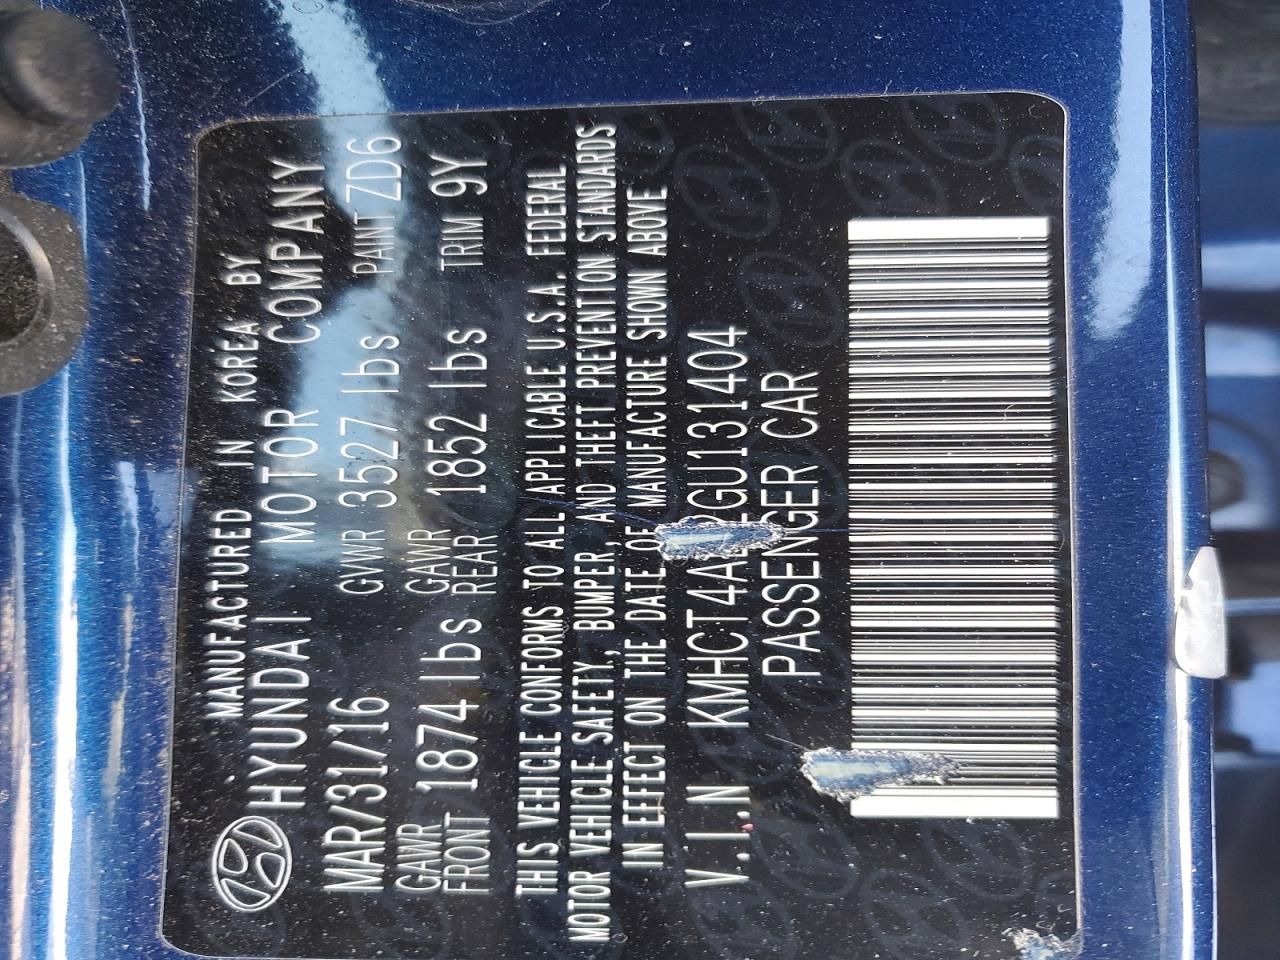 MANUFACTURED IN KOREA BY
HYUNDAI MOTOR COMPANY
MAR/31/16 GVWR 3527 lbs PAINT ZD6
GAWR FRONT 1874 lbs GAWR REAR 1852 lbs TRIM 9Y
THIS VEHICLE CONFORMS TO ALL APPLICABLE U.S.A. FEDERAL
MOTOR VEHICLE SAFETY, BUMPER, AND THEFT PREVENTION STANDARDS
IN EFFECT ON THE DATE OF MANUFACTURE SHOWN ABOVE
V.I.N
PASSENGER CAR